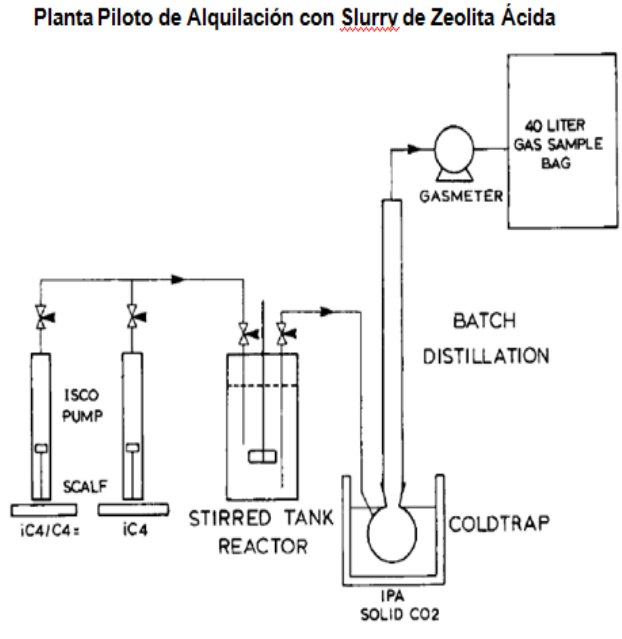 Planta Piloto de Alquilación con Slurry de Zeolita Ácida
40 LITER
GAS SAMPLE
BAG
GASMETER
BATCH
DISTILLATION
ISCO
PUMP
SCALE
iC4/C4=
iC4
STIRRED TANK
REACTOR
COLDTRAP
IPA
SOLID CO2